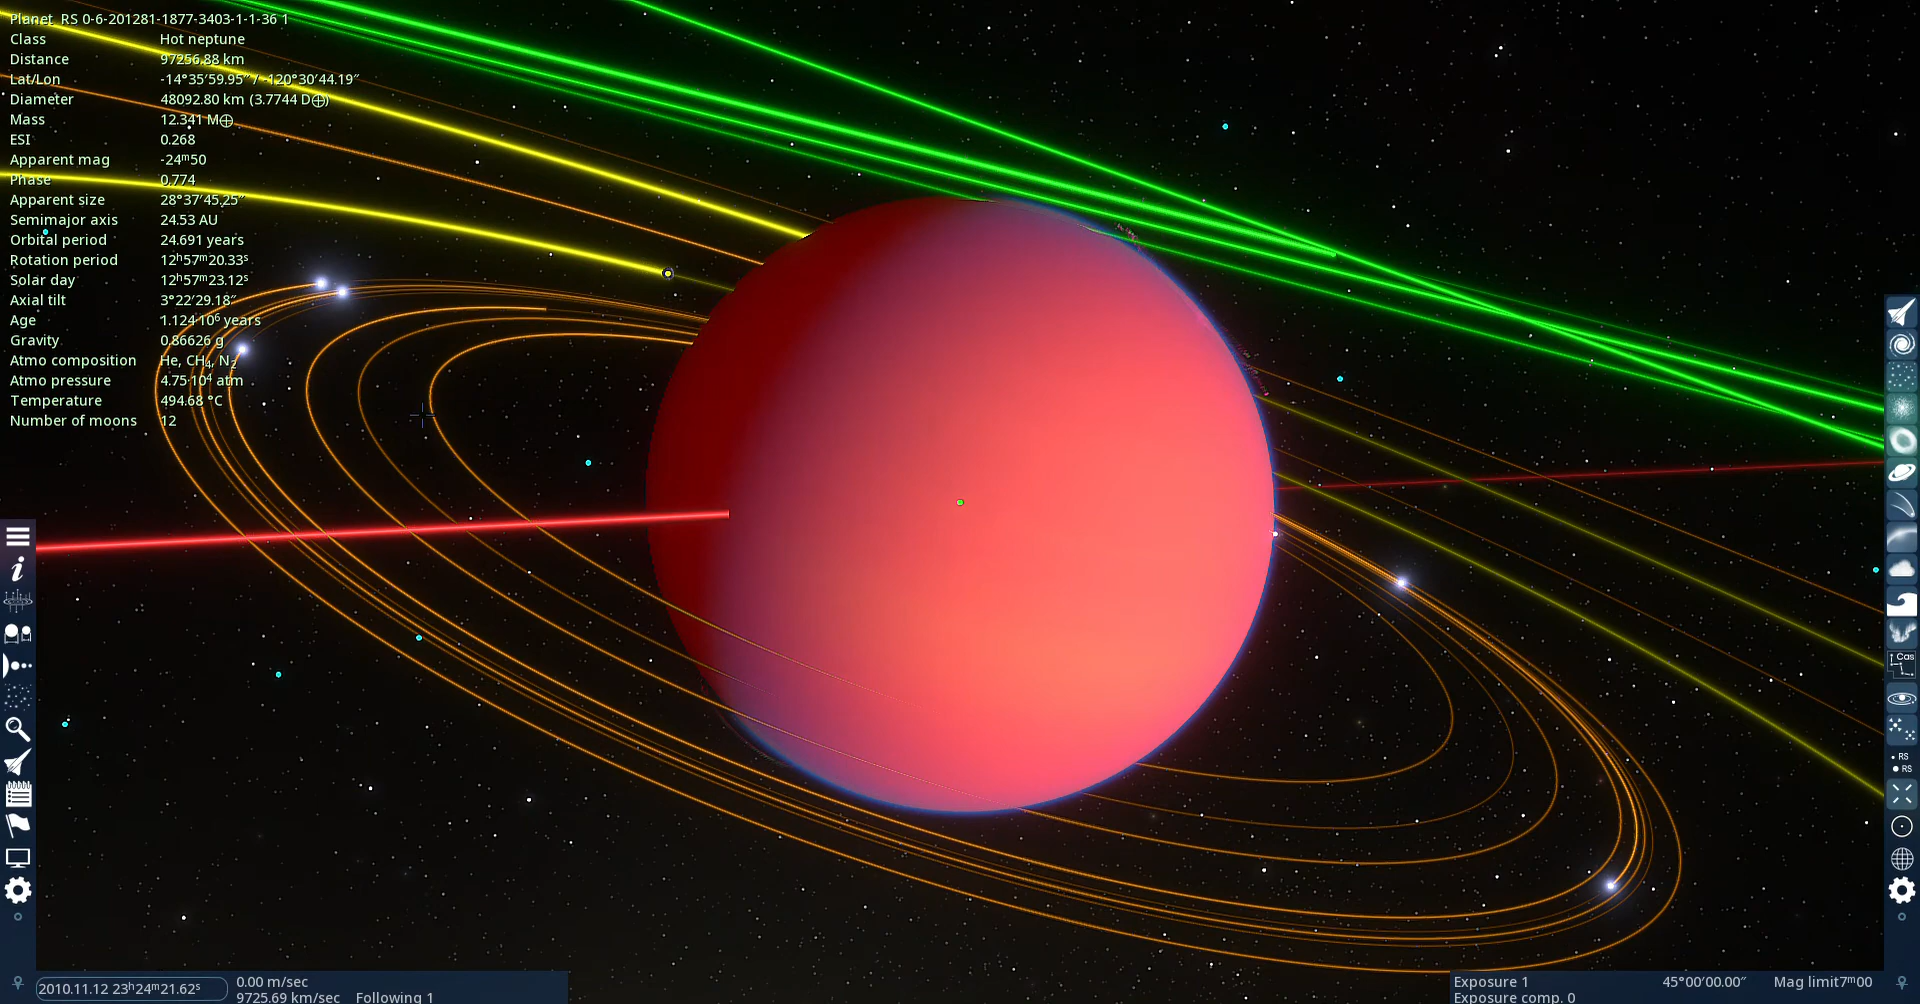 Planet RS 0-6-201281-1877-3403-1-1-36 1
Class Hot neptune
Distance 97256.88 km
Lat/Lon -14°35′59.95″ / -120°30′44.19″
Diameter 48092.80 km (3.7744 D⊕)
Mass 12.341 M⊕
ESI 0.268
Apparent mag -24ᵐ50
Phase 0.774
Apparent size 28°37′45.25″
Semimajor axis 24.53 AU
Orbital period 24.691 years
Rotation period 12ʰ57ᵐ20.33ˢ
Solar day 12ʰ57ᵐ23.12ˢ
Axial tilt 3°22′29.18″
Age 1.124·10⁶ years
Gravity 0.86626 g
Atmo composition He, CH₄, N₂
Atmo pressure 4.75·10⁴ atm
Temperature 494.68 °C
Number of moons 12
Cas
RS
RS
2010.11.12 23ʰ24ᵐ21.62ˢ
0.00 m/sec
9725.69 km/sec Following 1
Exposure 1 45°00′00.00″ Mag limit 7ᵐ00
Exposure comp. 0